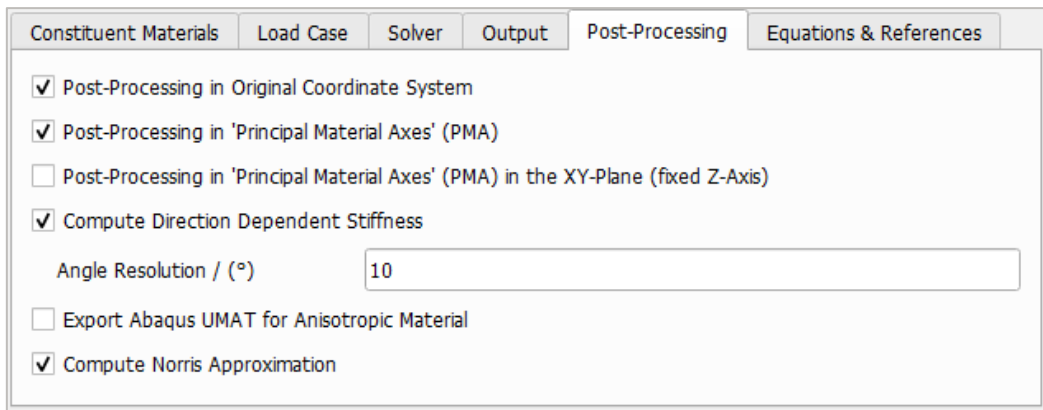 Constituent Materials Load Case Solver Output Post-Processing Equations & References
Post-Processing in Original Coordinate System
Post-Processing in 'Principal Material Axes' (PMA)
Post-Processing in 'Principal Material Axes' (PMA) in the XY-Plane (fixed Z-Axis)
Compute Direction Dependent Stiffness
Angle Resolution / (°) 10
Export Abaqus UMAT for Anisotropic Material
Compute Norris Approximation